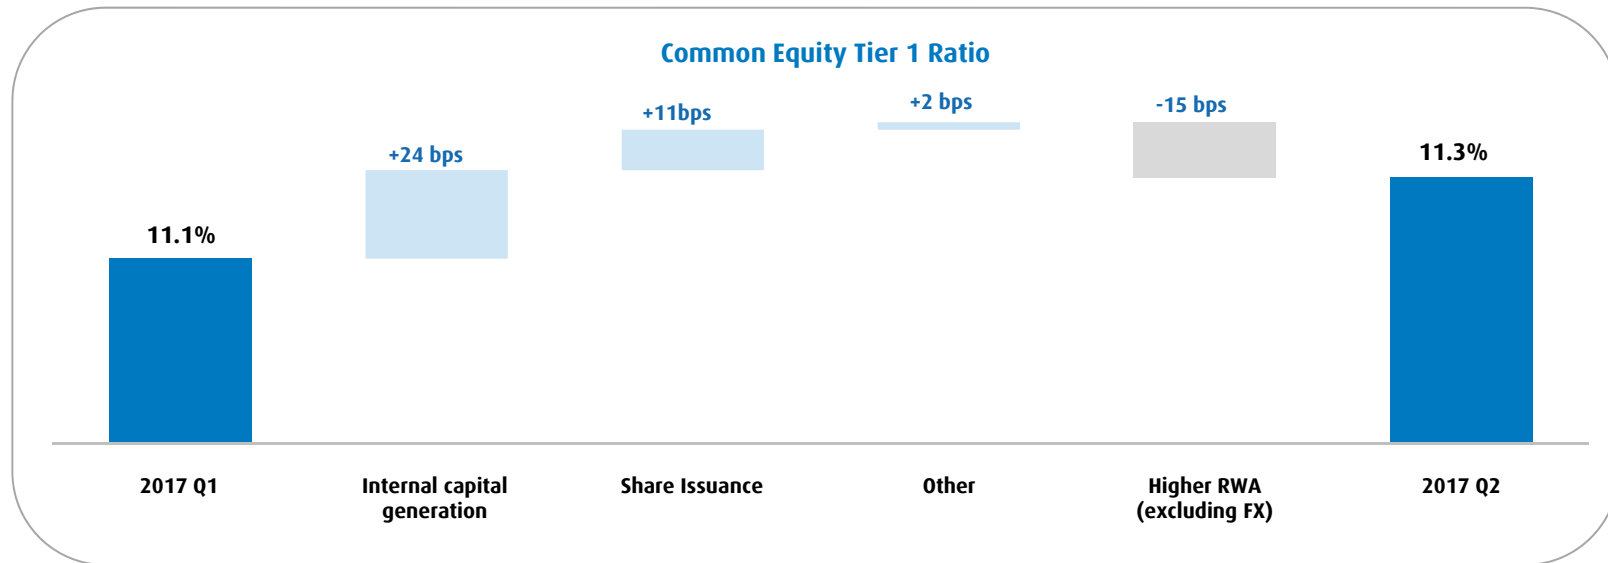 Common Equity Tier 1 Ratio
+24 bps
+11bps
+2 bps
-15 bps
11.1%
11.3%
2017 Q1
Internal capital
generation
Share Issuance
Other
Higher RWA
(excluding FX)
2017 Q2